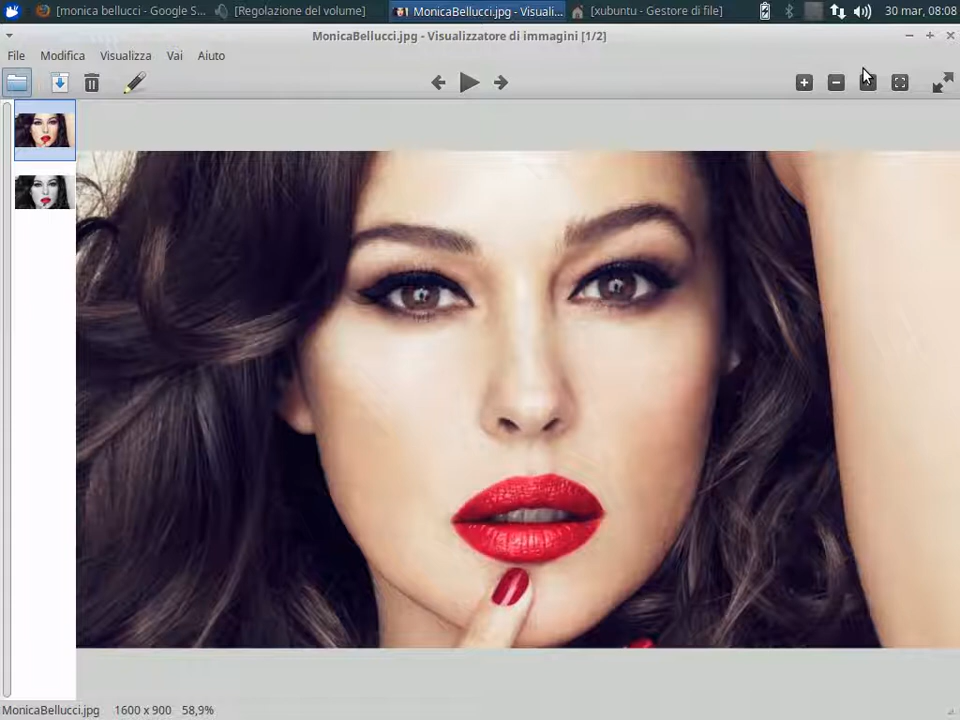 [monica bellucci - Google S... [Regolazione del volume] MonicaBellucci.jpg - Visuali... [xubuntu - Gestore di file] 30 mar, 08:08
MonicaBellucci.jpg - Visualizzatore di immagini [1/2]
File Modifica Visualizza Vai Aiuto
MonicaBellucci.jpg 1600 x 900 58,9%